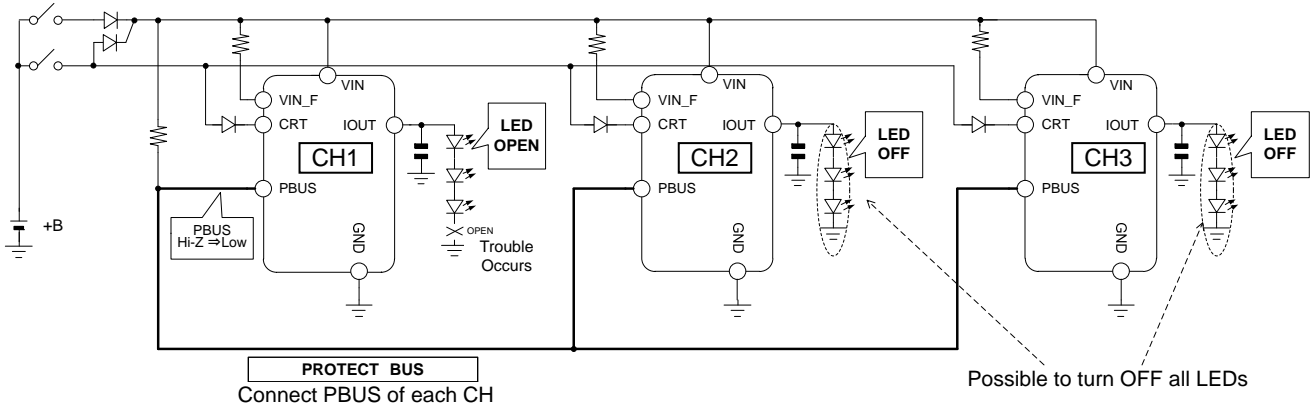 VIN
VIN_F
CRT
IOUT
CH1
PBUS
GND
LED
OPEN
PBUS
Hi-Z ⇒Low
OPEN
Trouble
Occurs
+B
VIN
VIN_F
CRT
IOUT
CH2
PBUS
GND
LED
OFF
VIN
VIN_F
CRT
IOUT
CH3
PBUS
GND
LED
OFF
PROTECT BUS
Connect PBUS of each CH
Possible to turn OFF all LEDs